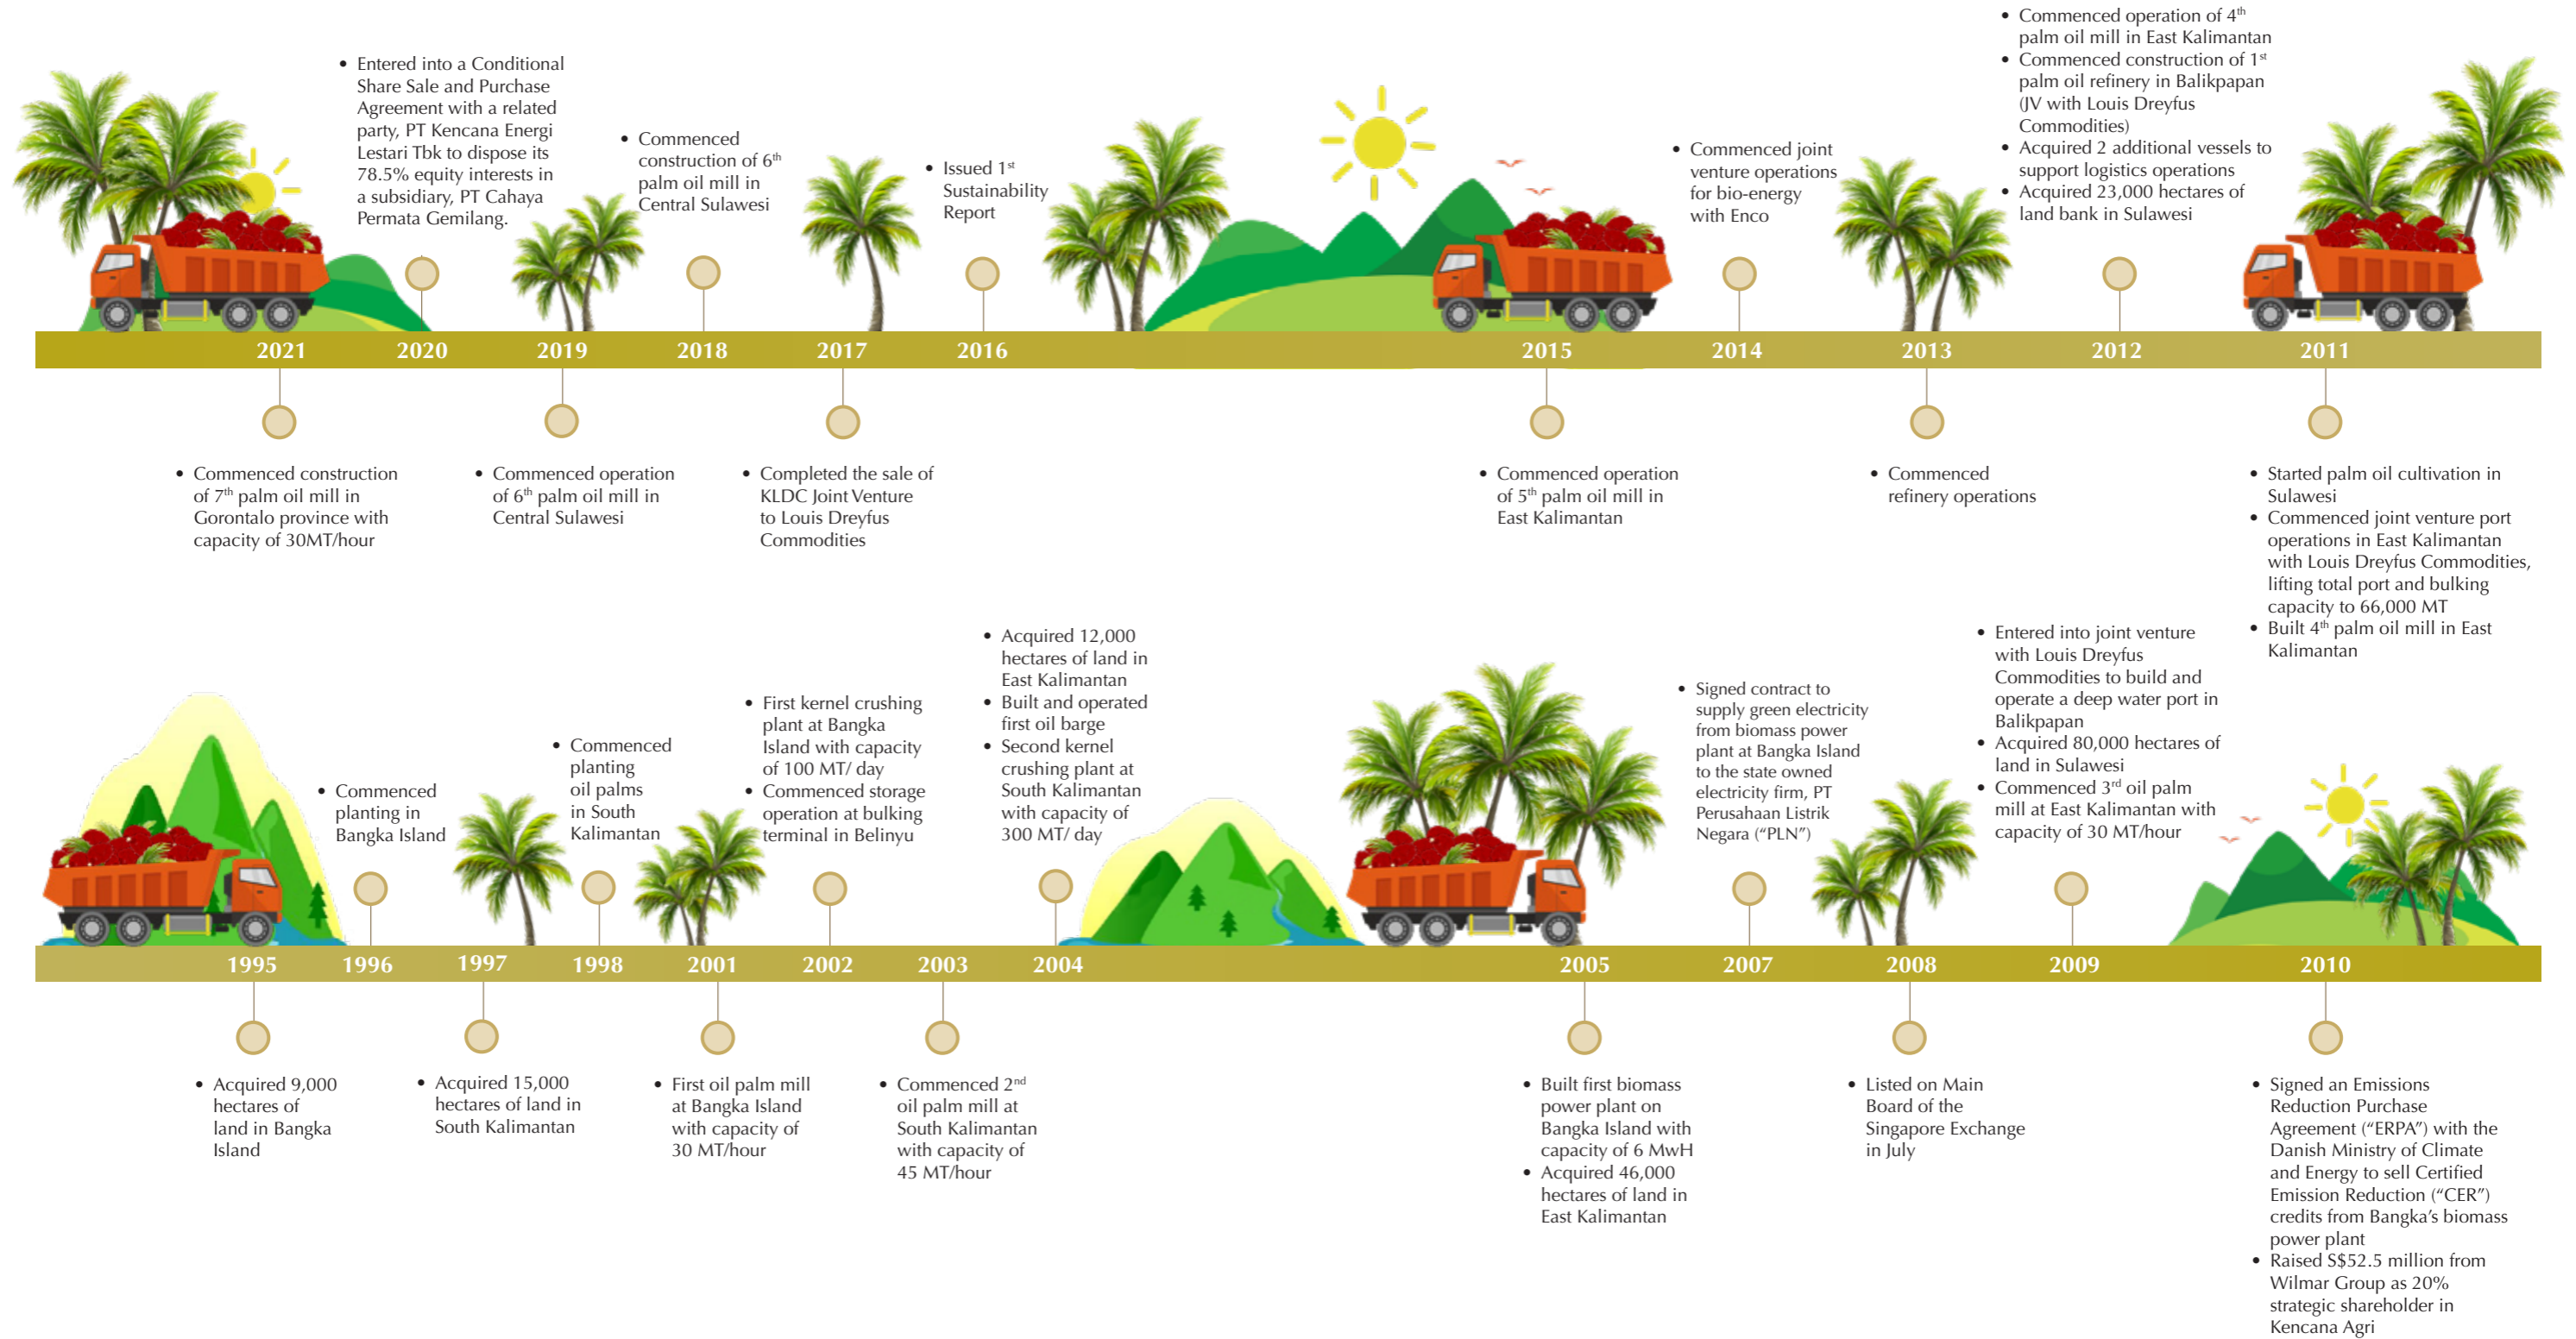 • Entered into a Conditional
Share Sale and Purchase
Agreement with a related
party, PT Kencana Energi
Lestari Tbk to dispose its
78.5% equity interests in
a subsidiary, PT Cahaya
Permata Gemilang.
• Commenced
construction of 6th
palm oil mill in
Central Sulawesi
• Issued 1st
Sustainability
Report
• Commenced joint
venture operations
for bio-energy
with Enco
• Commenced operation of 4th
palm oil mill in East Kalimantan
• Commenced construction of 1st
palm oil refinery in Balikpapan
(JV with Louis Dreyfus
Commodities)
• Acquired 2 additional vessels to
support logistics operations
• Acquired 23,000 hectares of
land bank in Sulawesi
2021 2020 2019 2018 2017 2016 2015 2014 2013 2012 2011
• Commenced construction
of 7th palm oil mill in
Gorontalo province with
capacity of 30MT/hour
• Commenced operation
of 6th palm oil mill in
Central Sulawesi
• Completed the sale of
KLDC Joint Venture
to Louis Dreyfus
Commodities
• Commenced operation
of 5th palm oil mill in
East Kalimantan
• Commenced
refinery operations
• Started palm oil cultivation in
Sulawesi
• Commenced joint venture port
operations in East Kalimantan
with Louis Dreyfus Commodities,
lifting total port and bulking
capacity to 66,000 MT
• Built 4th palm oil mill in East
Kalimantan
• Commenced
planting in
Bangka Island
• Commenced
planting
oil palms
in South
Kalimantan
• First kernel crushing
plant at Bangka
Island with capacity
of 100 MT/ day
• Commenced storage
operation at bulking
terminal in Belinyu
• Acquired 12,000
hectares of land in
East Kalimantan
• Built and operated
first oil barge
• Second kernel
crushing plant at
South Kalimantan
with capacity of
300 MT/ day
• Signed contract to
supply green electricity
from biomass power
plant at Bangka Island
to the state owned
electricity firm, PT
Perusahaan Listrik
Negara (“PLN”)
• Entered into joint venture
with Louis Dreyfus
Commodities to build and
operate a deep water port in
Balikpapan
• Acquired 80,000 hectares of
land in Sulawesi
• Commenced 3rd oil palm
mill at East Kalimantan with
capacity of 30 MT/hour
1995 1996 1997 1998 2001 2002 2003 2004 2005 2007 2008 2009 2010
• Acquired 9,000
hectares of
land in Bangka
Island
• Acquired 15,000
hectares of land in
South Kalimantan
• First oil palm mill
at Bangka Island
with capacity of
30 MT/hour
• Commenced 2nd
oil palm mill at
South Kalimantan
with capacity of
45 MT/hour
• Built first biomass
power plant on
Bangka Island with
capacity of 6 MwH
• Acquired 46,000
hectares of land in
East Kalimantan
• Listed on Main
Board of the
Singapore Exchange
in July
• Signed an Emissions
Reduction Purchase
Agreement (“ERPA”) with the
Danish Ministry of Climate
and Energy to sell Certified
Emission Reduction (“CER”)
credits from Bangka’s biomass
power plant
• Raised S$52.5 million from
Wilmar Group as 20%
strategic shareholder in
Kencana Agri